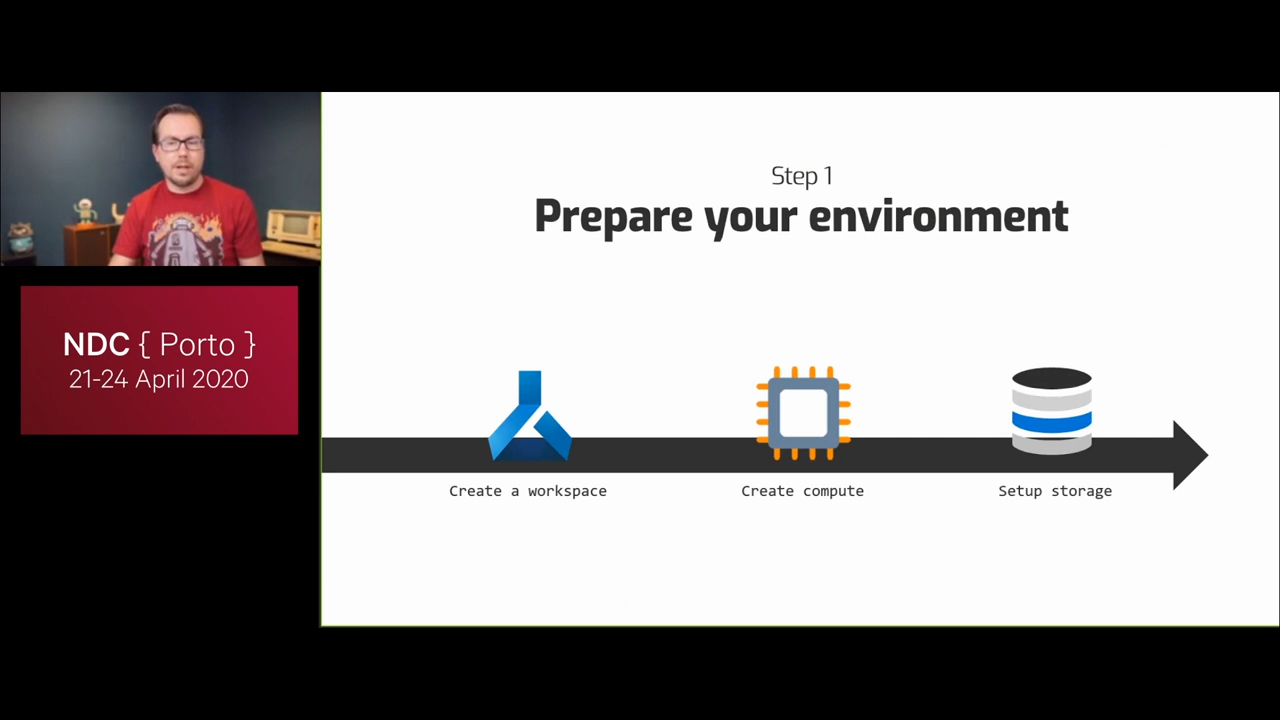 NDC { Porto }
21-24 April 2020
Step 1
Prepare your environment
Create a workspace
Create compute
Setup storage